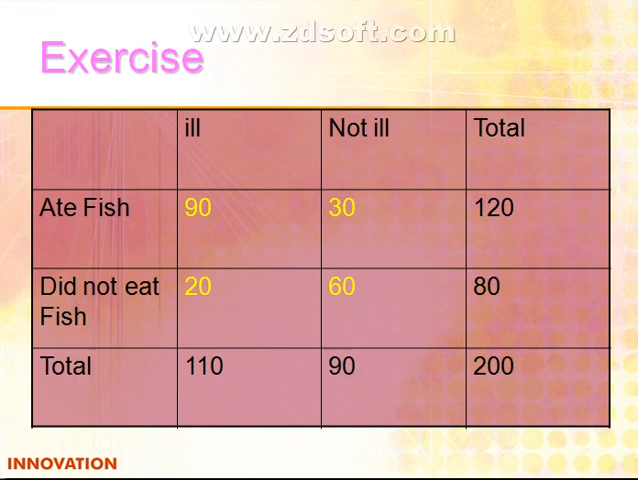 www.zdsoft.com
Exercise
ill Not ill Total
Ate Fish 90 30 120
Did not eat 20 60 80
Fish
Total 110 90 200
INNOVATION